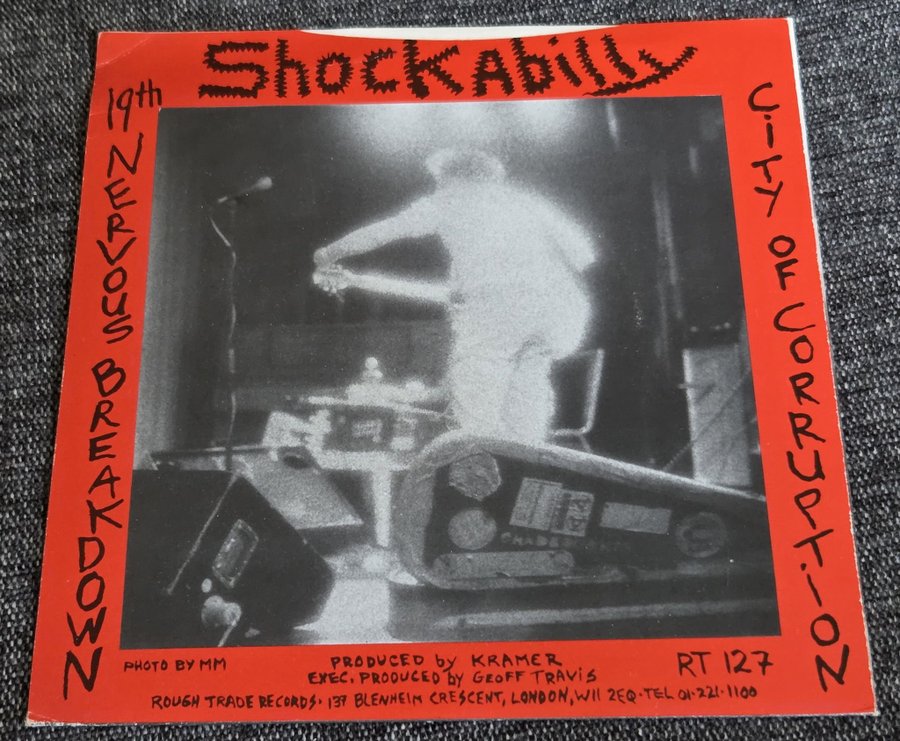 Shockabilly
19th NERVOUS BREAKDOWN
CITY OF CORRUPTION
PHOTO BY MM
PRODUCED by KRAMER
EXEC. PRODUCED by GEOFF TRAVIS
RT 127
ROUGH TRADE RECORDS · 137 BLENHEIM CRESCENT, LONDON, W11 2EQ · TEL 01·221·1100